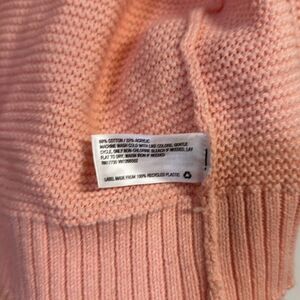 COTTON / ACRYLIC
MACHINE WASH COLD WITH LIKE COLORS, GENTLE
CYCLE, ONLY NON-CHLORINE BLEACH IF NEEDED, LAY
FLAT TO DRY, WARM IRON IF NEEDED
LABEL MADE FROM 100% RECYCLED PLASTIC.